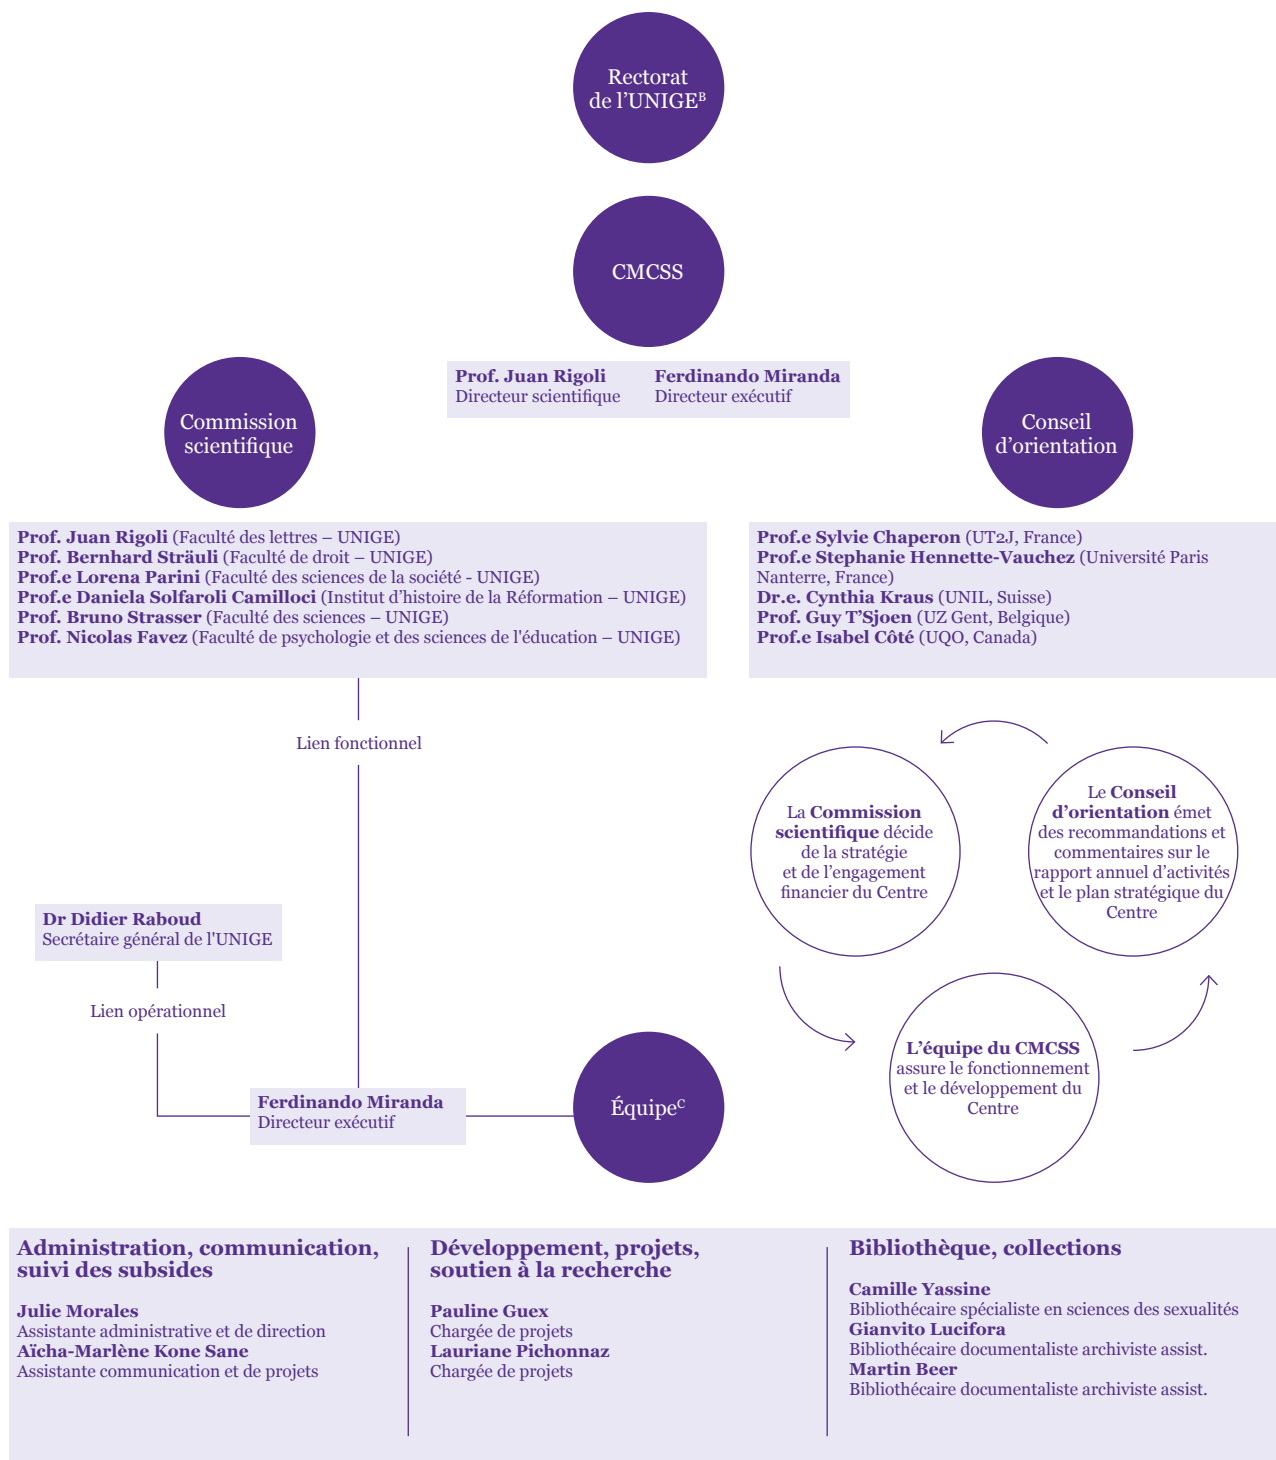 Rectorat
de l'UNIGEᴮ
CMCSS
Prof. Juan Rigoli
Directeur scientifique
Ferdinando Miranda
Directeur exécutif
Commission
scientifique
Conseil
d'orientation
Prof. Juan Rigoli (Faculté des lettres – UNIGE)
Prof. Bernhard Sträuli (Faculté de droit – UNIGE)
Prof.e Lorena Parini (Faculté des sciences de la société - UNIGE)
Prof.e Daniela Solfaroli Camillocci (Institut d'histoire de la Réformation – UNIGE)
Prof. Bruno Strasser (Faculté des sciences – UNIGE)
Prof. Nicolas Favez (Faculté de psychologie et des sciences de l'éducation – UNIGE)
Prof.e Sylvie Chaperon (UT2J, France)
Prof.e Stephanie Hennette-Vauchez (Université Paris
Nanterre, France)
Dr.e. Cynthia Kraus (UNIL, Suisse)
Prof. Guy T'Sjoen (UZ Gent, Belgique)
Prof.e Isabel Côté (UQO, Canada)
Lien fonctionnel
La Commission
scientifique décide
de la stratégie
et de l'engagement
financier du Centre
Le Conseil
d'orientation émet
des recommandations et
commentaires sur le
rapport annuel d'activités
et le plan stratégique du
Centre
Dr Didier Raboud
Secrétaire général de l'UNIGE
Lien opérationnel
L'équipe du CMCSS
assure le fonctionnement
et le développement du
Centre
Ferdinando Miranda
Directeur exécutif
Équipeᶜ
Administration, communication,
suivi des subsides
Julie Morales
Assistante administrative et de direction
Aïcha-Marlène Kone Sane
Assistante communication et de projets
Développement, projets,
soutien à la recherche
Pauline Guex
Chargée de projets
Lauriane Pichonnaz
Chargée de projets
Bibliothèque, collections
Camille Yassine
Bibliothécaire spécialiste en sciences des sexualités
Gianvito Lucifora
Bibliothécaire documentaliste archiviste assist.
Martin Beer
Bibliothécaire documentaliste archiviste assist.